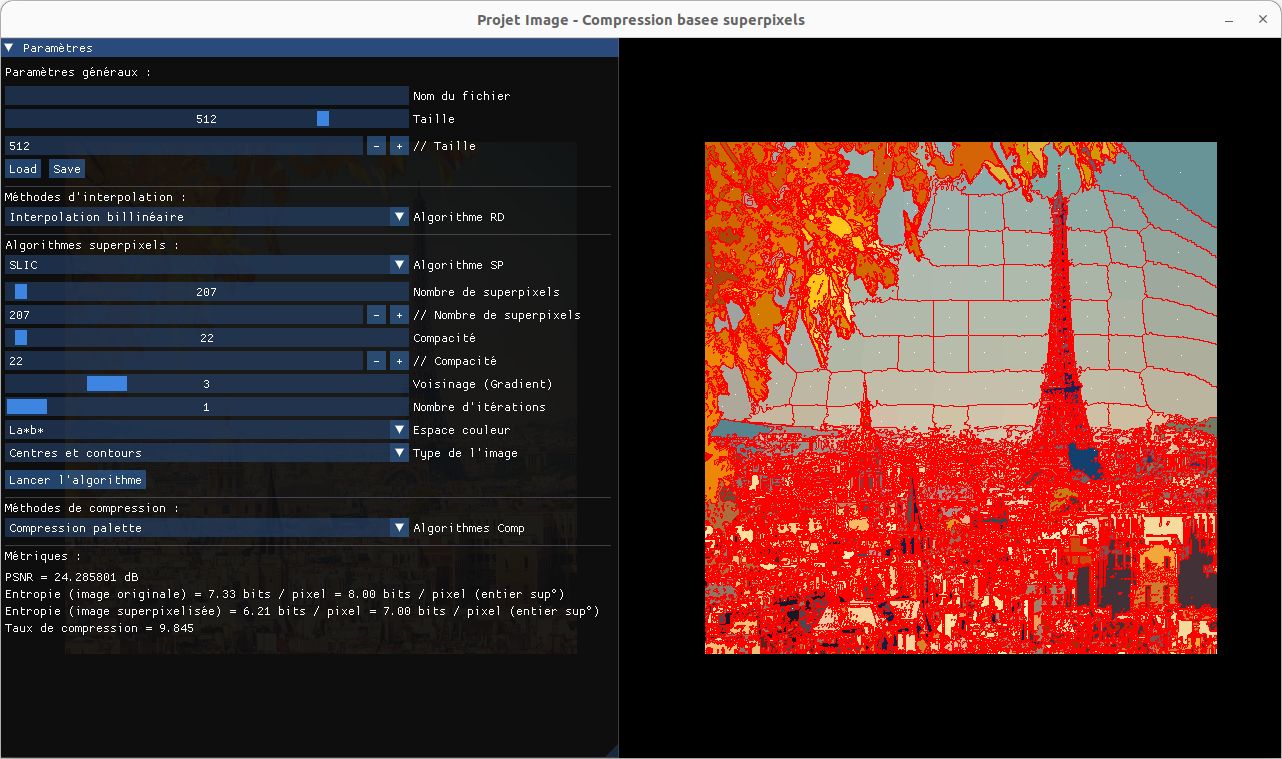 Projet Image - Compression basee superpixels
Paramètres
Paramètres généraux :
Nom du fichier
512 Taille
512 - + // Taille
Load Save
Méthodes d'interpolation :
Interpolation billinéaire Algorithme RD
Algorithmes superpixels :
SLIC Algorithme SP
207 Nombre de superpixels
207 - + // Nombre de superpixels
22 Compacité
22 - + // Compacité
3 Voisinage (Gradient)
1 Nombre d'itérations
La*b* Espace couleur
Centres et Contours Type de l'image
Lancer l'algorithme
Méthodes de compression :
Compression palette Algorithmes Comp
Métriques :
PSNR = 24.285801 dB
Entropie (image originale) = 7.33 bits / pixel = 8.00 bits / pixel (entier sup°)
Entropie (image superpixelisée) = 6.21 bits / pixel = 7.00 bits / pixel (entier sup°)
Taux de compression = 9.845